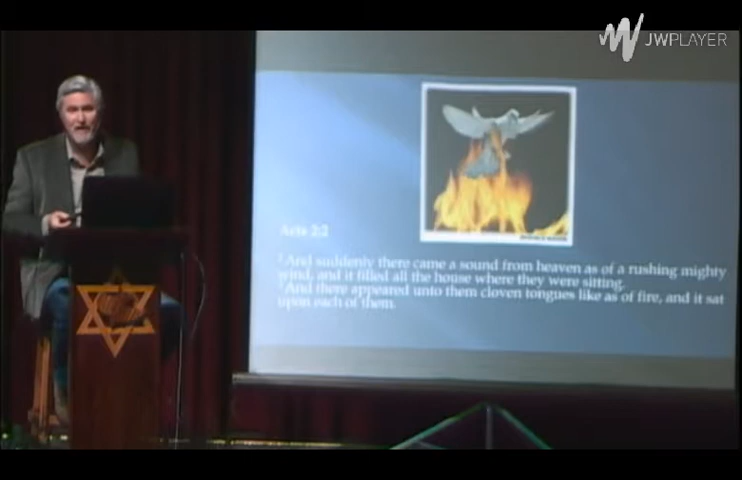 JWPLAYER
Acts 2:2
² And suddenly there came a sound from heaven as of a rushing mighty
wind, and it filled all the house where they were sitting.
³ And there appeared unto them cloven tongues like as of fire, and it sat
upon each of them.